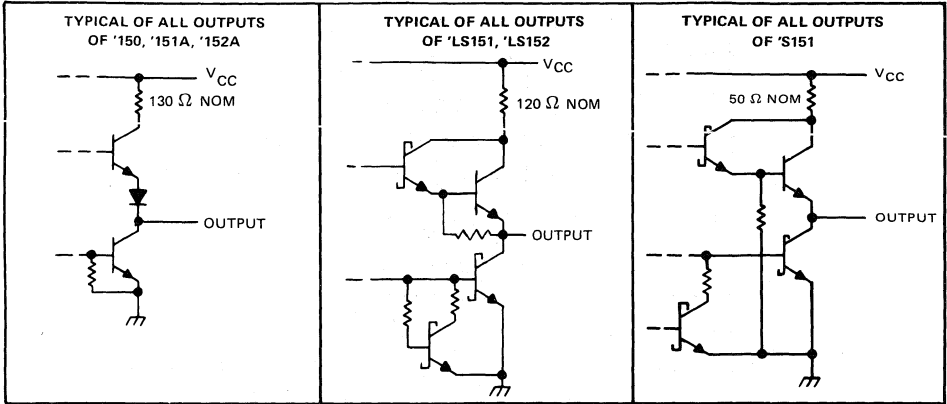 TYPICAL OF ALL OUTPUTS
OF '150, '151A, '152A
VCC
130 Ω NOM
OUTPUT
TYPICAL OF ALL OUTPUTS
OF 'LS151, 'LS152
VCC
120 Ω NOM
OUTPUT
TYPICAL OF ALL OUTPUTS
OF 'S151
VCC
50 Ω NOM
OUTPUT